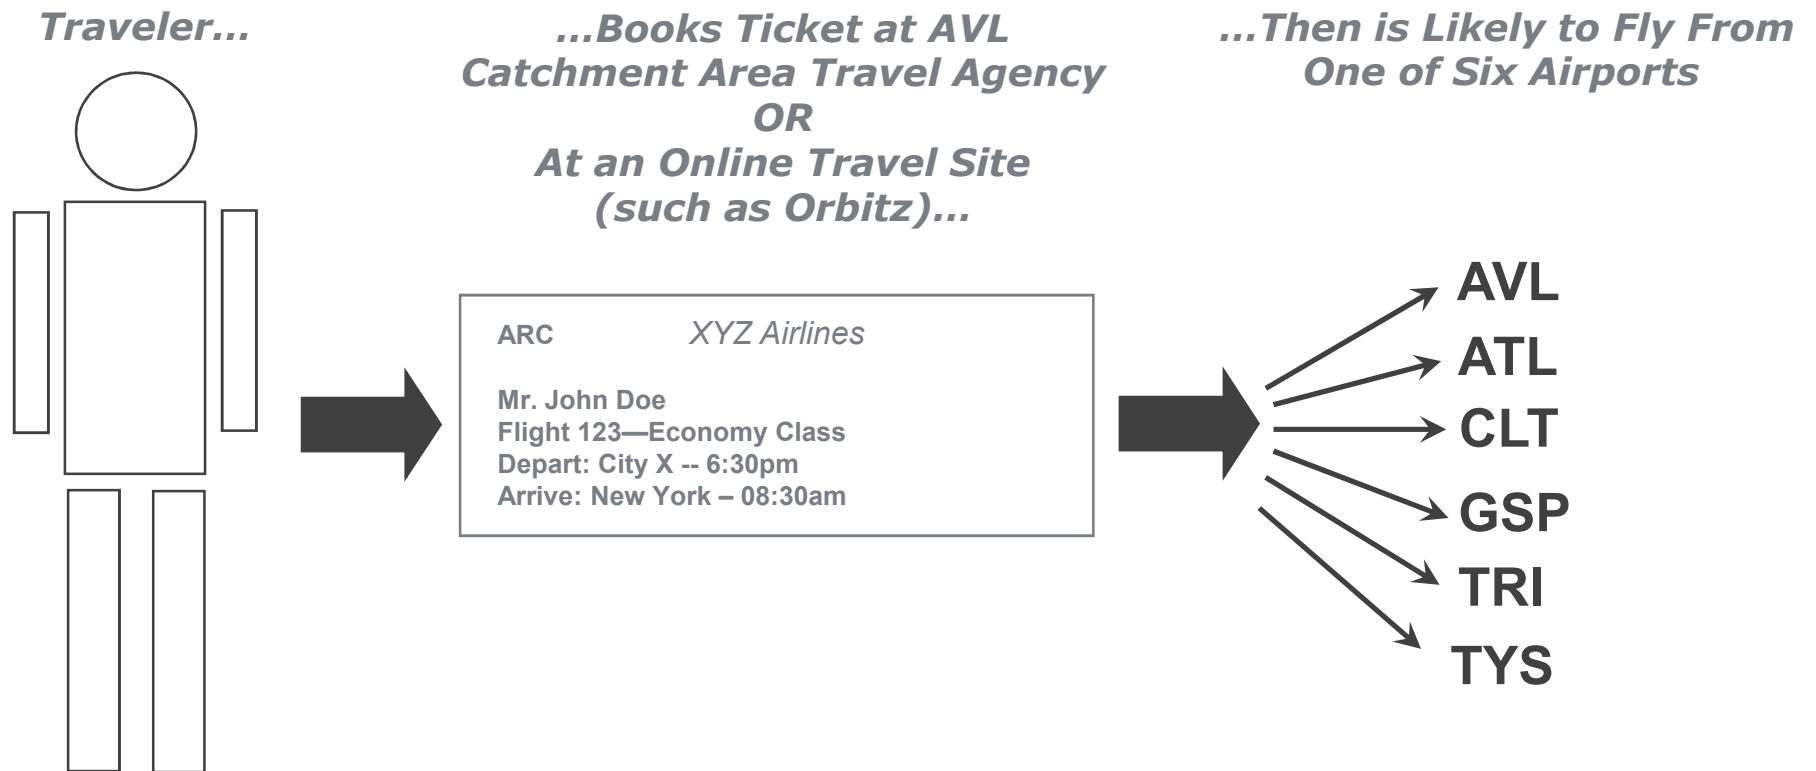 Traveler...
...Books Ticket at AVL
Catchment Area Travel Agency
OR
At an Online Travel Site
(such as Orbitz)...
...Then is Likely to Fly From
One of Six Airports
ARC XYZ Airlines
Mr. John Doe
Flight 123—Economy Class
Depart: City X -- 6:30pm
Arrive: New York – 08:30am
AVL
ATL
CLT
GSP
TRI
TYS